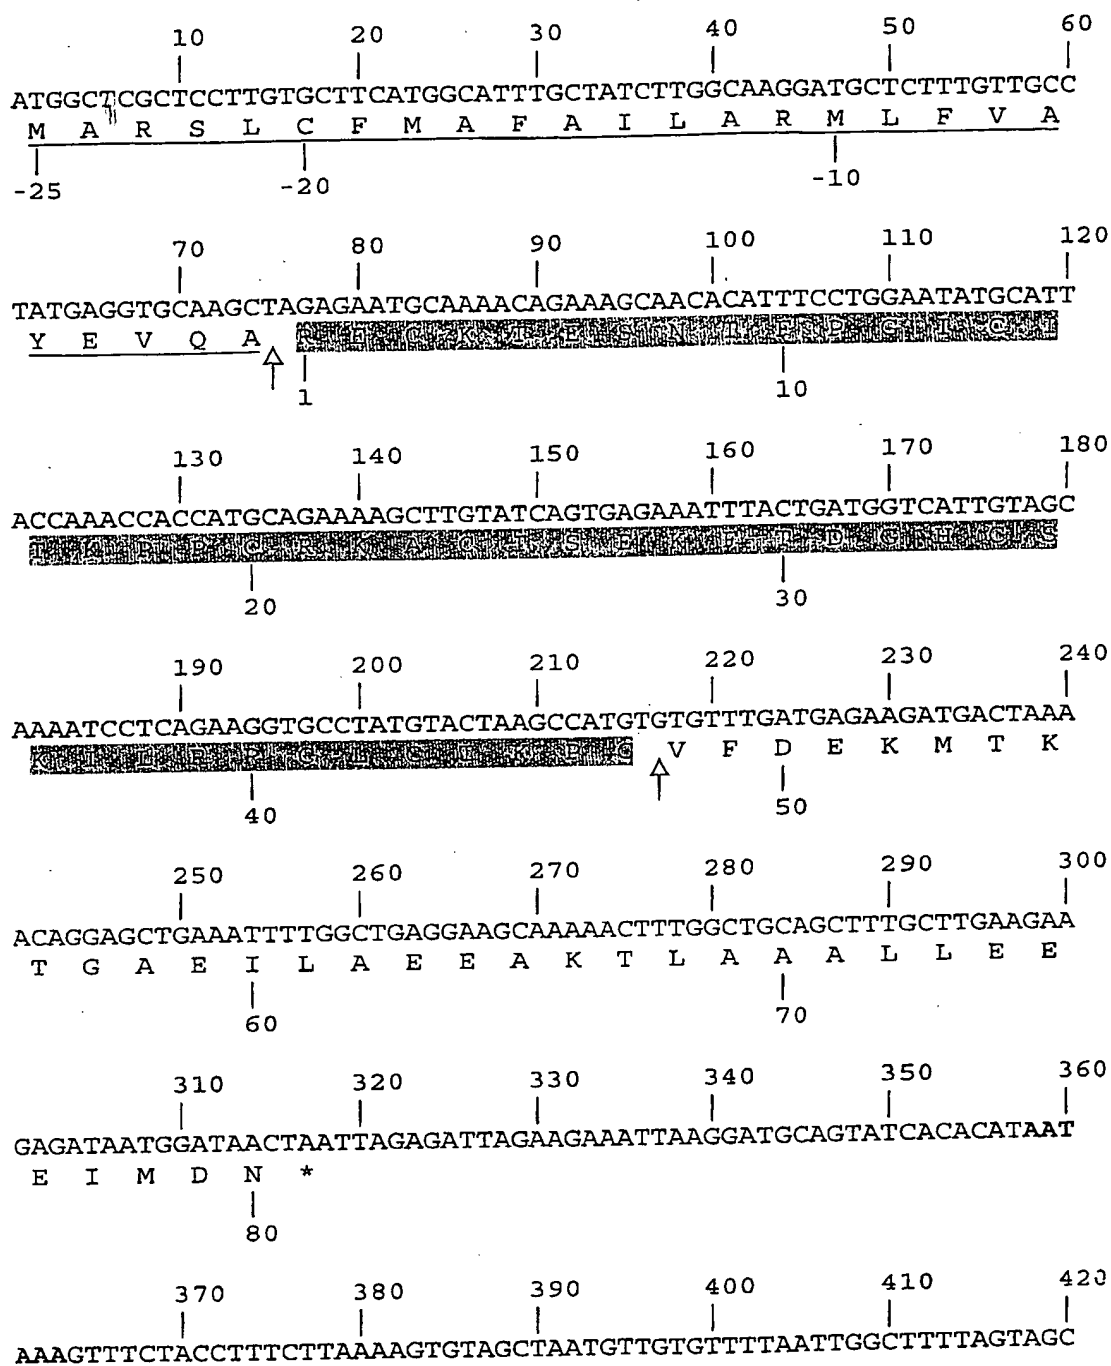 10 20 30 40 50 60
ATGGCTCGCTCCTTGTGCTTCATGGCATTTGCTATCTTGGCAAGGATGCTCTTTGTTGCC
M A R S L C F M A F A I L A R M L F V A
-25 -20 -10
70 80 90 100 110 120
TATGAGGTGCAAGCTAGAGAATGCAAAACAGAAAGCAACACATTTCCTGGAATATGCATT
Y E V Q A
1 10
130 140 150 160 170 180
ACCAAACCACCATGCAGAAAAGCTTGTATCAGTGAGAAATTTACTGATGGTCATTGTAGC
20 30
190 200 210 220 230 240
AAAATCCTCAGAAGGTGCCTATGTACTAAGCCATGTGTGTTTGATGAGAAGATGACTAAA
V F D E K M T K
40 50
250 260 270 280 290 300
ACAGGAGCTGAAATTTTGGCTGAGGAAGCAAAAACTTTGGCTGCAGCTTTGCTTGAAGAA
T G A E I L A E E A K T L A A A L L E E
60 70
310 320 330 340 350 360
GAGATAATGGATAACTAATTAGAGATTAGAAGAAATTAAGGATGCAGTATCACACATAAT
E I M D N *
80
370 380 390 400 410 420
AAAGTTTCTACCTTTCTTAAAAGTGTAGCTAATGTTGTGTTTTAATTGGCTTTTAGTAGC